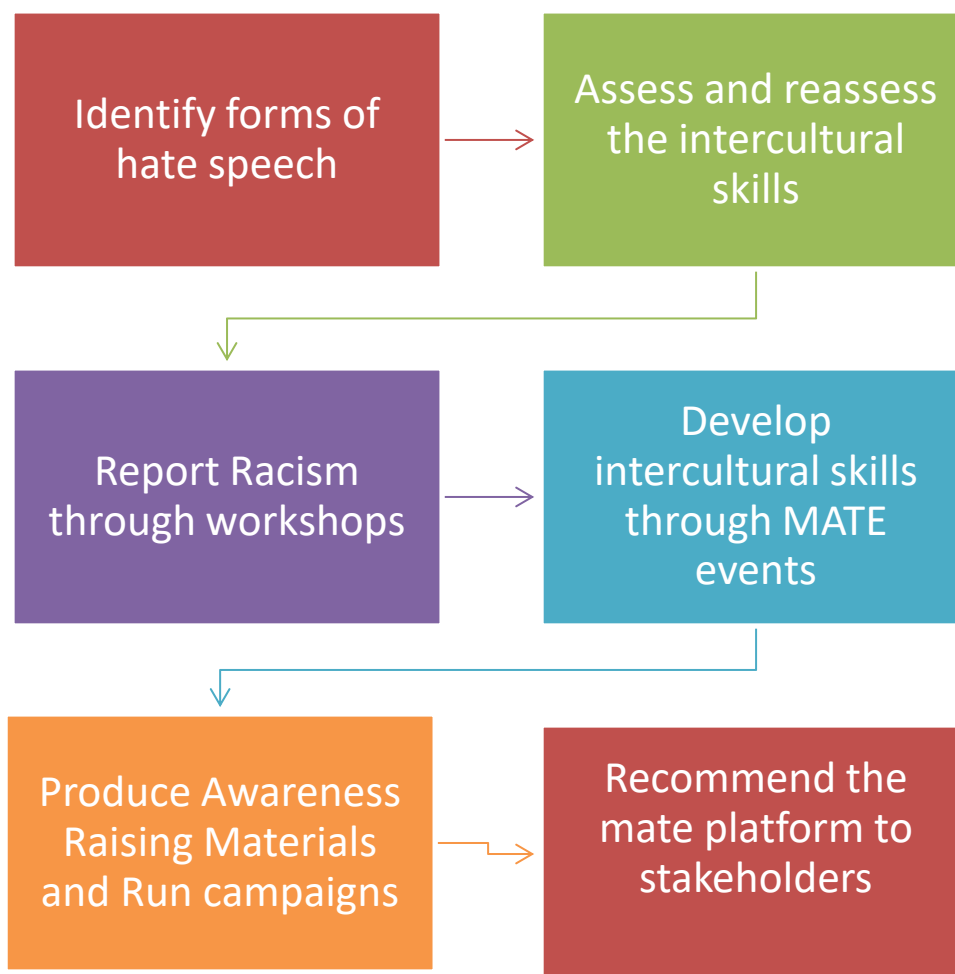 Identify forms of
hate speech
Assess and reassess
the intercultural
skills
Report Racism
through workshops
Develop
intercultural skills
through MATE
events
Produce Awareness
Raising Materials
and Run campaigns
Recommend the
mate platform to
stakeholders